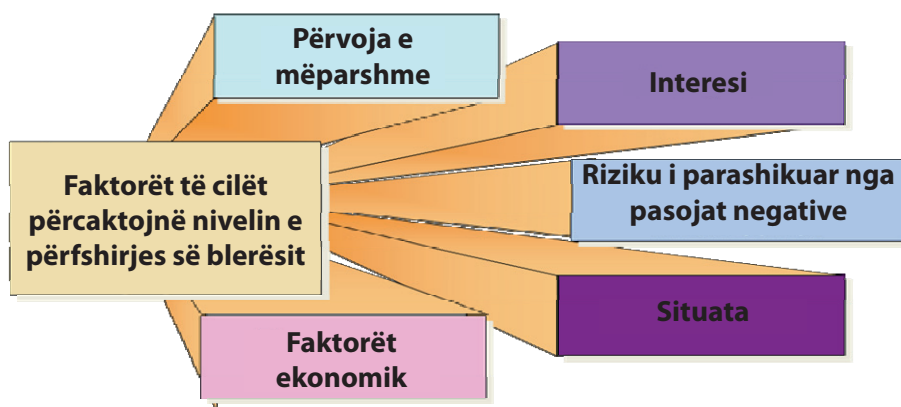 Përvoja e
mëparshme
Interesi
Faktorët të cilët
përcaktojnë nivelin e
përfshirjes së blerësit
Riziku i parashikuar nga
pasojat negative
Situata
Faktorët
ekonomik